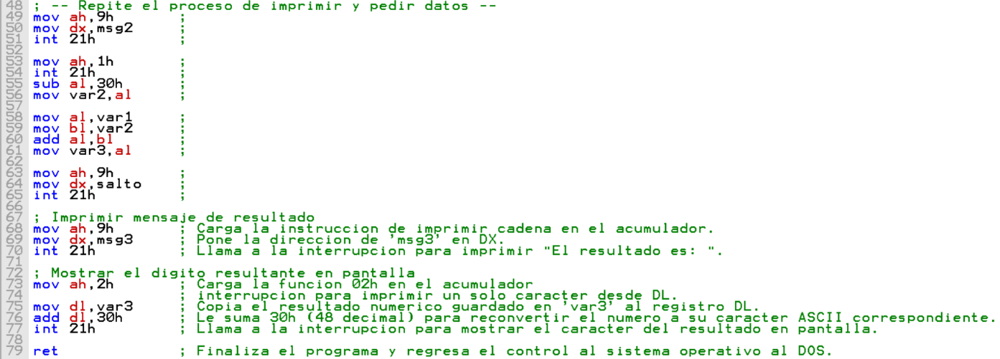 48 ; -- Repite el proceso de imprimir y pedir datos --
49 mov ah,9h ;
50 mov dx,msg2 ;
51 int 21h ;
52
53 mov ah,1h ;
54 int 21h ;
55 sub al,30h ;
56 mov var2,al ;
57
58 mov al,var1 ;
59 mov bl,var2 ;
60 add al,bl ;
61 mov var3,al ;
62
63 mov ah,9h ;
64 mov dx,salto ;
65 int 21h ;
66
67 ; Imprimir mensaje de resultado
68 mov ah,9h ; Carga la instruccion de imprimir cadena en el acumulador.
69 mov dx,msg3 ; Pone la direccion de 'msg3' en DX.
70 int 21h ; Llama a la interrupcion para imprimir "El resultado es: ".
71
72 ; Mostrar el digito resultante en pantalla
73 mov ah,2h ; Carga la funcion 02h en el acumulador
74 ; interrupcion para imprimir un solo caracter desde DL.
75 mov dl,var3 ; Copia el resultado numerico guardado en 'var3' al registro DL.
76 add dl,30h ; Le suma 30h (48 decimal) para reconvertir el numero a su caracter ASCII correspondiente.
77 int 21h ; Llama a la interrupcion para mostrar el caracter del resultado en pantalla.
78
79 ret ; Finaliza el programa y regresa el control al sistema operativo al DOS.